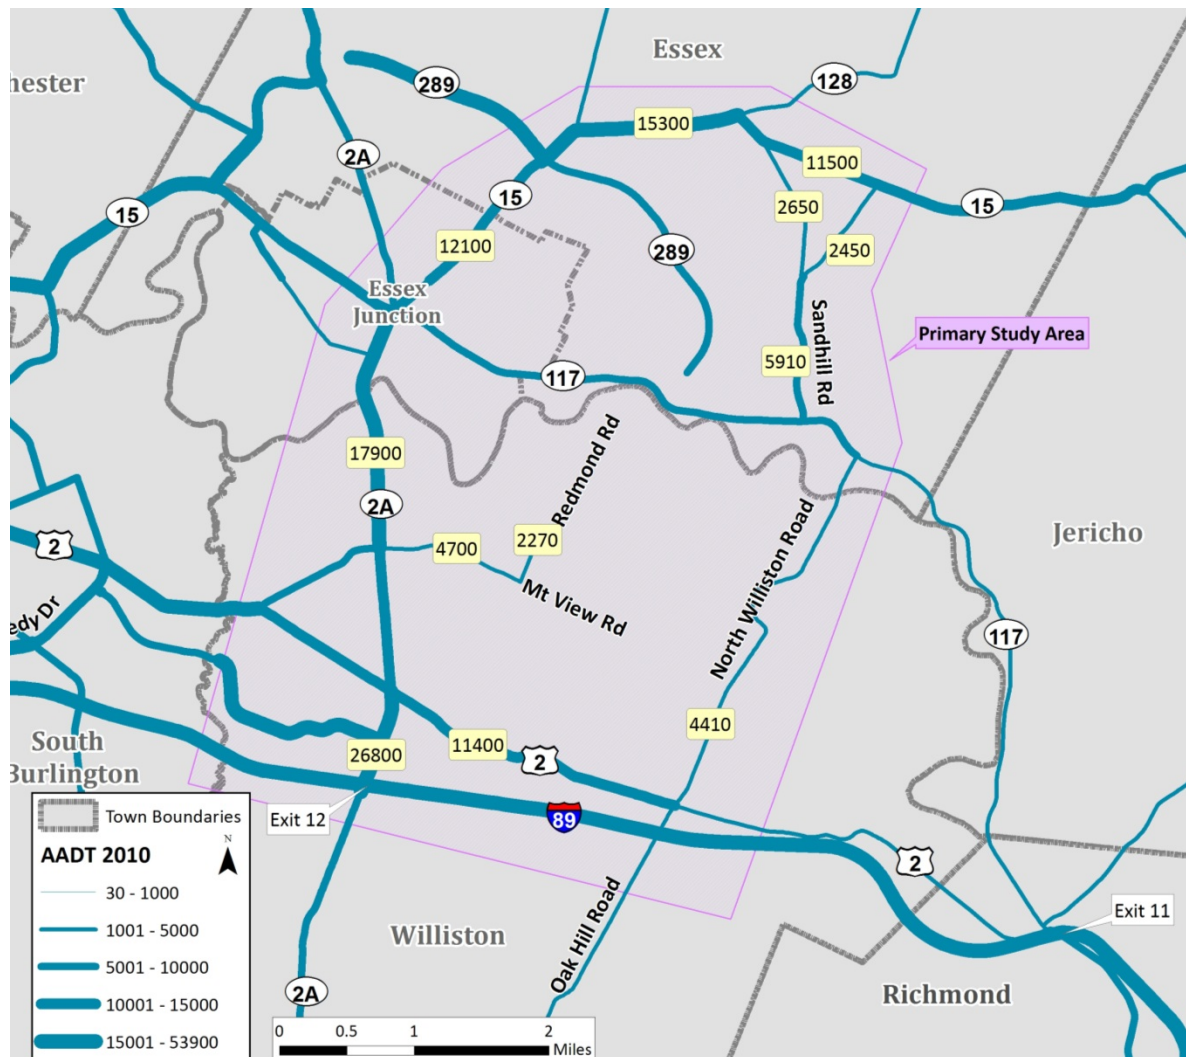 Essex
hester
289
128
15300
2A
11500
15
15
2650
15
12100
289
2450
Essex
Junction
Sandhill Rd
Primary Study Area
5910
117
Redmond Rd
17900
2A
2270
North Williston Road
4700
Jericho
2
Mt View Rd
edy Dr
117
4410
South
Burlington
26800
11400
2
Exit 12
89
2
Oak Hill Road
Exit 11
Williston
2A
Richmond
Town Boundaries
N
AADT 2010
30 - 1000
1001 - 5000
5001 - 10000
10001 - 15000
15001 - 53900
0 0.5 1 2
Miles